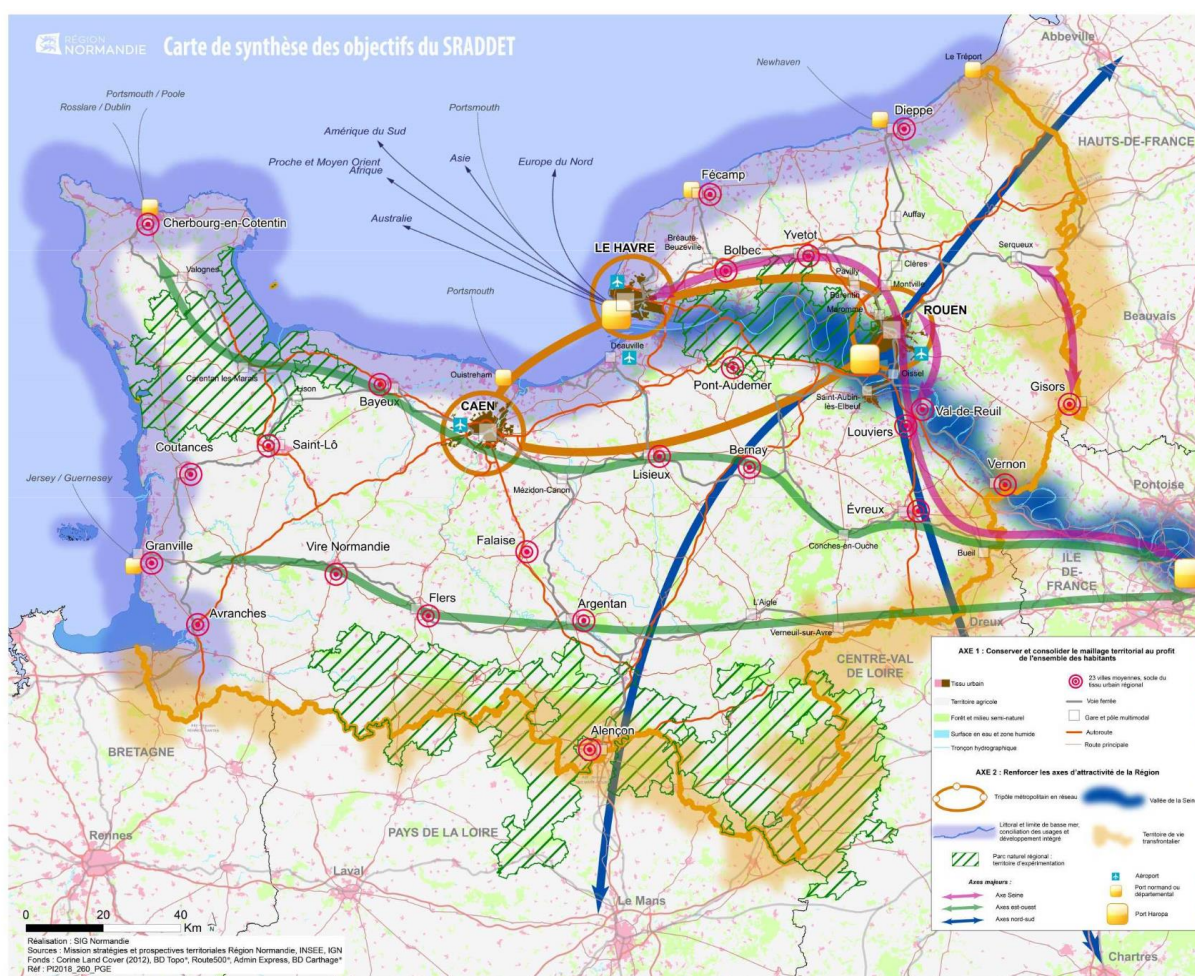 RÉGION
NORMANDIE
Carte de synthèse des objectifs du SRADDET
Abbeville
Le Tréport
Newhaven
Dieppe
HAUTS-DE-FRANCE
Portsmouth / Poole
Rosslare / Dublin
Portsmouth
Amérique du Sud
Asie
Europe du Nord
Proche et Moyen Orient
Afrique
Australie
Fécamp
Cherbourg-en-Cotentin
Auffay
LE HAVRE
Bréauté-
Beuzeville
Bolbec
Yvetot
Serqueux
Clères
Pavilly
Montville
Barentin
Maromme
ROUEN
Beauvais
Valognes
Portsmouth
Deauville
Oissel
Pont-Audemer
Carentan les Marais
Lison
Bayeux
Ouistreham
CAEN
Saint-Aubin-
lès-Elbeuf
Val-de-Reuil
Gisors
Louviers
Saint-Lô
Coutances
Jersey / Guernesey
Lisieux
Bernay
Mézidon-Canon
Vernon
Pontoise
Évreux
Granville
Vire Normandie
Falaise
Conches-en-Ouche
Bueil
ILE
DE-
FRANCE
Flers
Argentan
L'Aigle
Avranches
Verneuil-sur-Avre
Dreux
CENTRE-VAL
DE LOIRE
BRETAGNE
Alençon
PAYS DE LA LOIRE
Rennes
Laval
Le Mans
Chartres
AXE 1 : Conserver et consolider le maillage territorial au profit
de l'ensemble des habitants
Tissu urbain
Territoire agricole
Forêt et milieu semi-naturel
Surface en eau et zone humide
Tronçon hydrographique
23 villes moyennes, socle du
tissu urbain régional
Voie ferrée
Gare et pôle multimodal
Autoroute
Route principale
AXE 2 : Renforcer les axes d'attractivité de la Région
Tripôle métropolitain en réseau
Vallée de la Seine
Littoral et limite de basse mer,
conciliation des usages et
développement intégré
Territoire de vie
transfrontalier
Parc naturel régional :
territoire d'expérimentation
Axes majeurs :
Axe Seine
Axes est-ouest
Axes nord-sud
Aéroport
Port normand ou
départemental
Port Haropa
0 20 40
Km
N
Réalisation : SIG Normandie
Sources : Mission stratégies et prospectives territoriales Région Normandie, INSEE, IGN
Fonds : Corine Land Cover (2012), BD Topo®, Route500®, Admin Express, BD Carthage®
Réf : PI2018_260_PGE